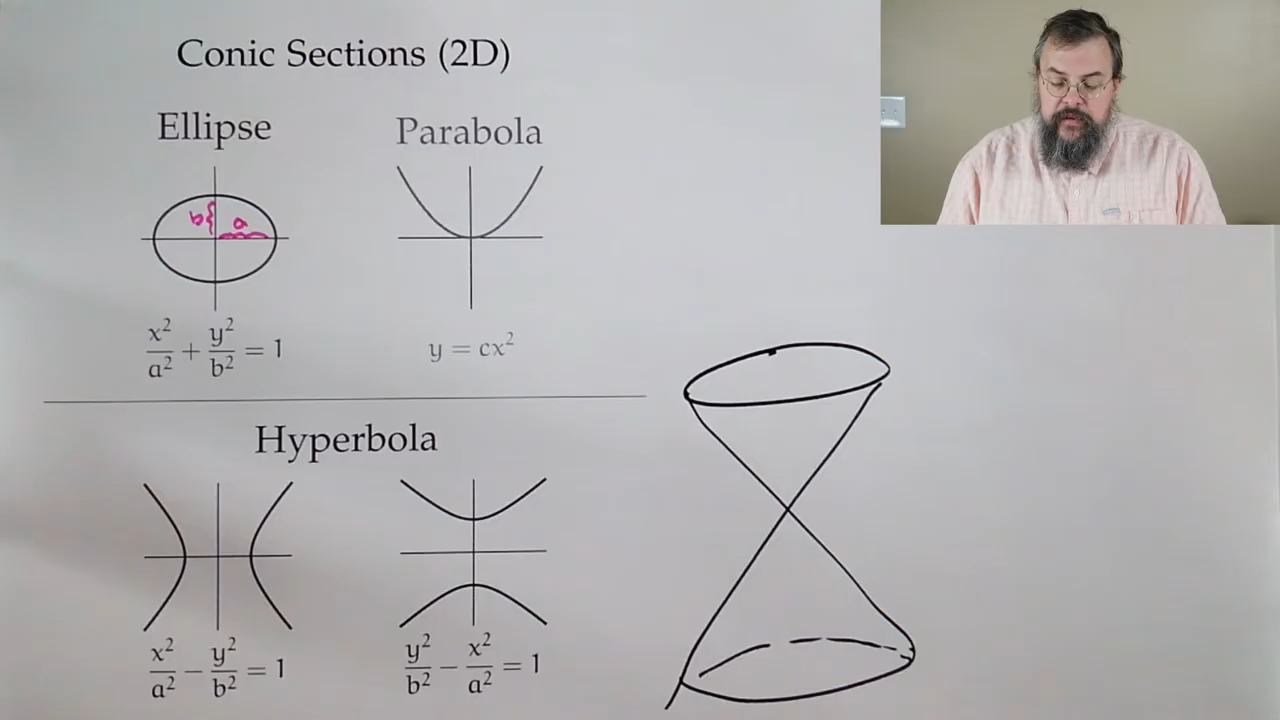 Conic Sections (2D)
Ellipse
Parabola
b a
x²/a² + y²/b² = 1
y = cx²
Hyperbola
x²/a² − y²/b² = 1
y²/b² − x²/a² = 1